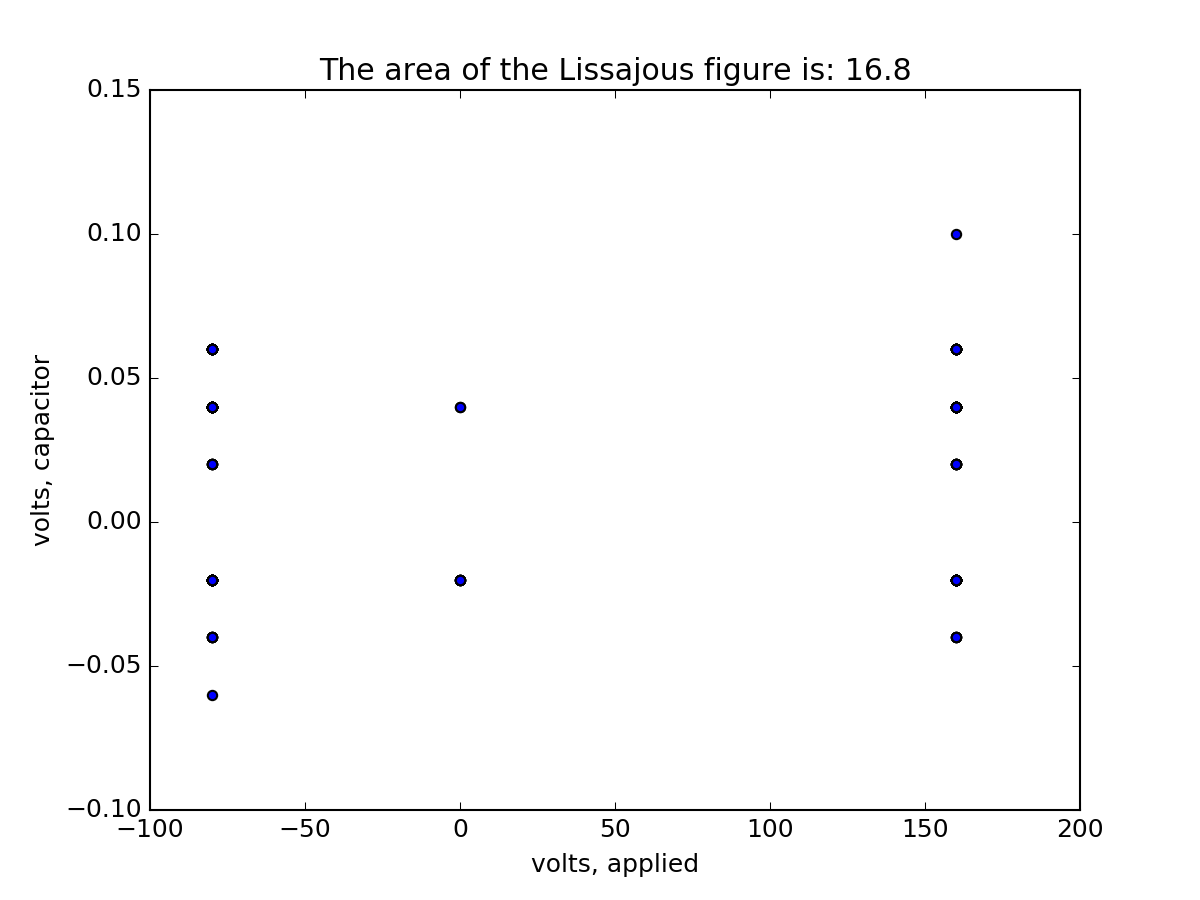 The area of the Lissajous figure is: 16.8
0.15
0.10
0.05
0.00
−0.05
−0.10
volts, capacitor
−100 −50 0 50 100 150 200
volts, applied